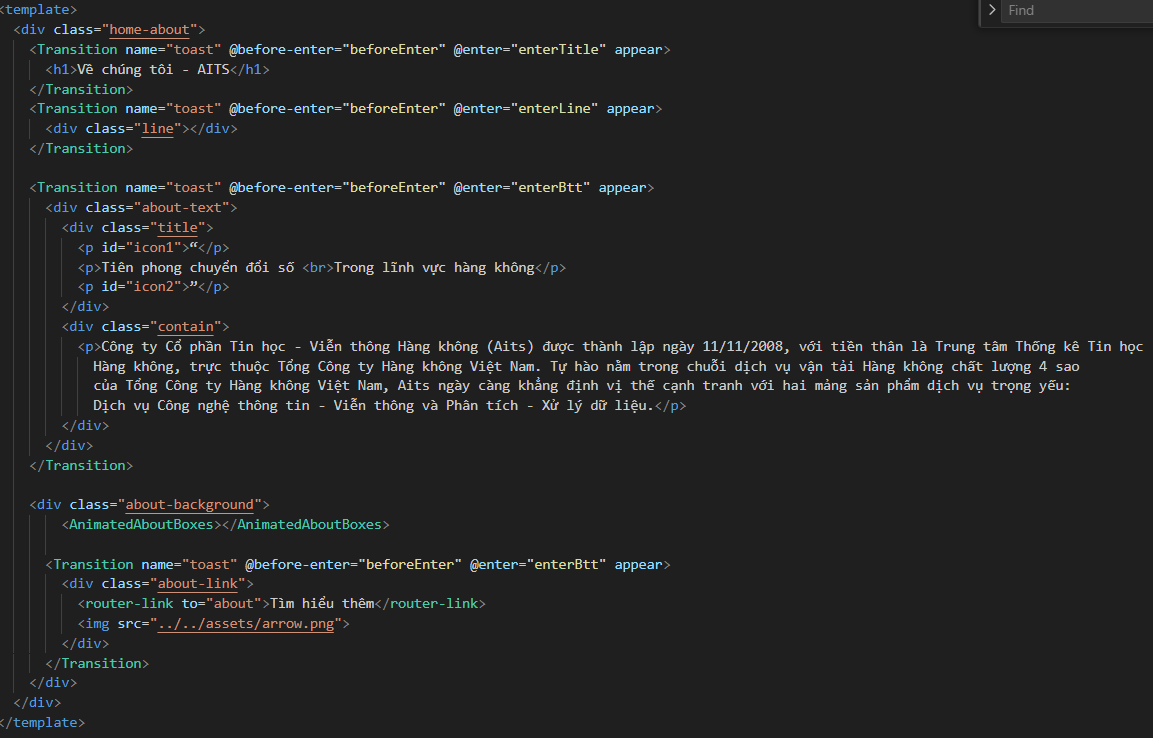 Find
<template>
<div class="home-about">
<Transition name="toast" @before-enter="beforeEnter" @enter="enterTitle" appear>
<h1>Về chúng tôi - AITS</h1>
</Transition>
<Transition name="toast" @before-enter="beforeEnter" @enter="enterLine" appear>
<div class="line"></div>
</Transition>
<Transition name="toast" @before-enter="beforeEnter" @enter="enterBtt" appear>
<div class="about-text">
<div class="title">
<p id="icon1">“</p>
<p>Tiên phong chuyển đổi số <br>Trong lĩnh vực hàng không</p>
<p id="icon2">”</p>
</div>
<div class="contain">
<p>Công ty Cổ phần Tin học - Viễn thông Hàng không (Aits) được thành lập ngày 11/11/2008, với tiền thân là Trung tâm Thống kê Tin học
Hàng không, trực thuộc Tổng Công ty Hàng không Việt Nam. Tự hào nằm trong chuỗi dịch vụ vận tải Hàng không chất lượng 4 sao
của Tổng Công ty Hàng không Việt Nam, Aits ngày càng khẳng định vị thế cạnh tranh với hai mảng sản phẩm dịch vụ trọng yếu:
Dịch vụ Công nghệ thông tin - Viễn thông và Phân tích - Xử lý dữ liệu.</p>
</div>
</div>
</Transition>
<div class="about-background">
<AnimatedAboutBoxes></AnimatedAboutBoxes>
<Transition name="toast" @before-enter="beforeEnter" @enter="enterBtt" appear>
<div class="about-link">
<router-link to="about">Tìm hiểu thêm</router-link>
<img src="../../assets/arrow.png">
</div>
</Transition>
</div>
</div>
</template>